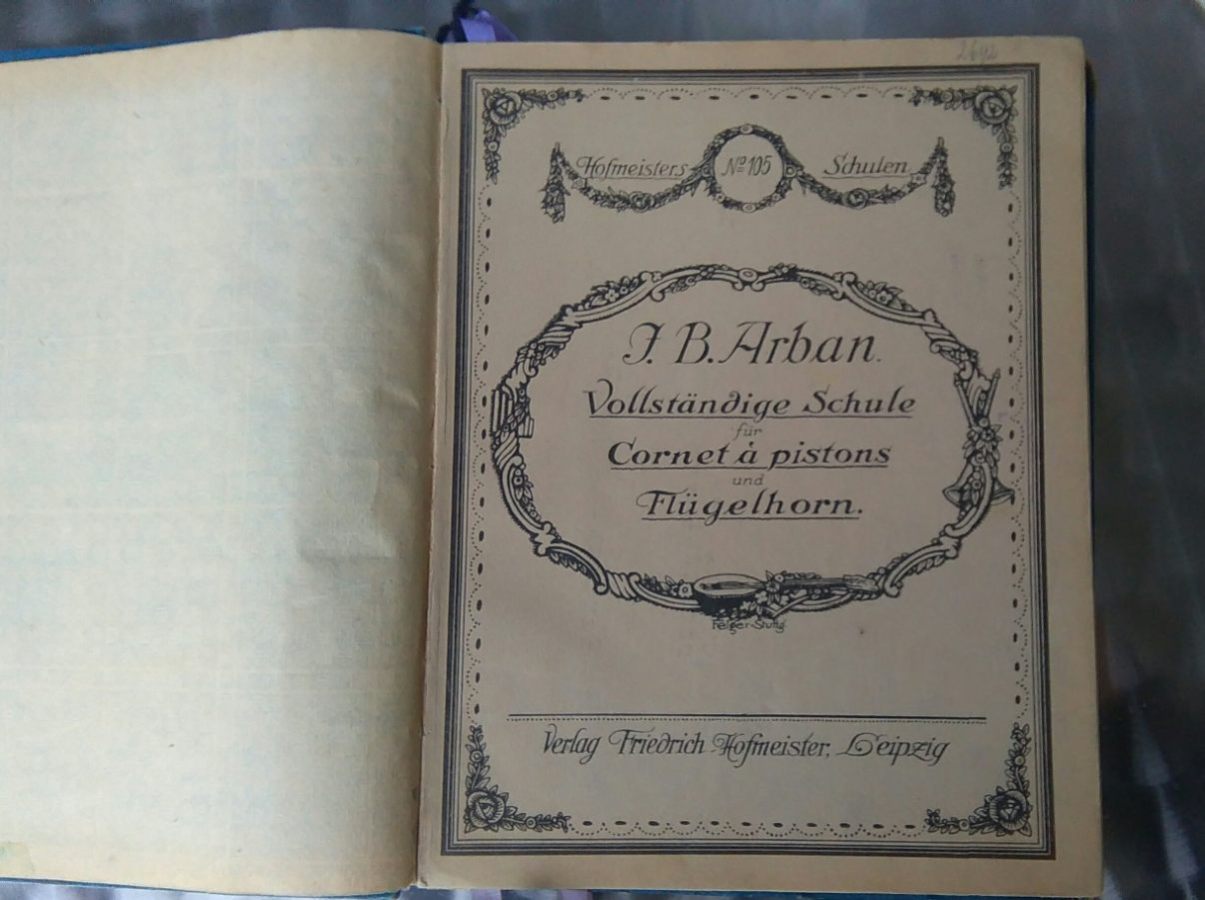 Hofmeisters Nº 105 Schulen
J. B. Arban.
Vollständige Schule
für
Cornet à pistons
und
Flügelhorn.
Verlag Friedrich Hofmeister, Leipzig